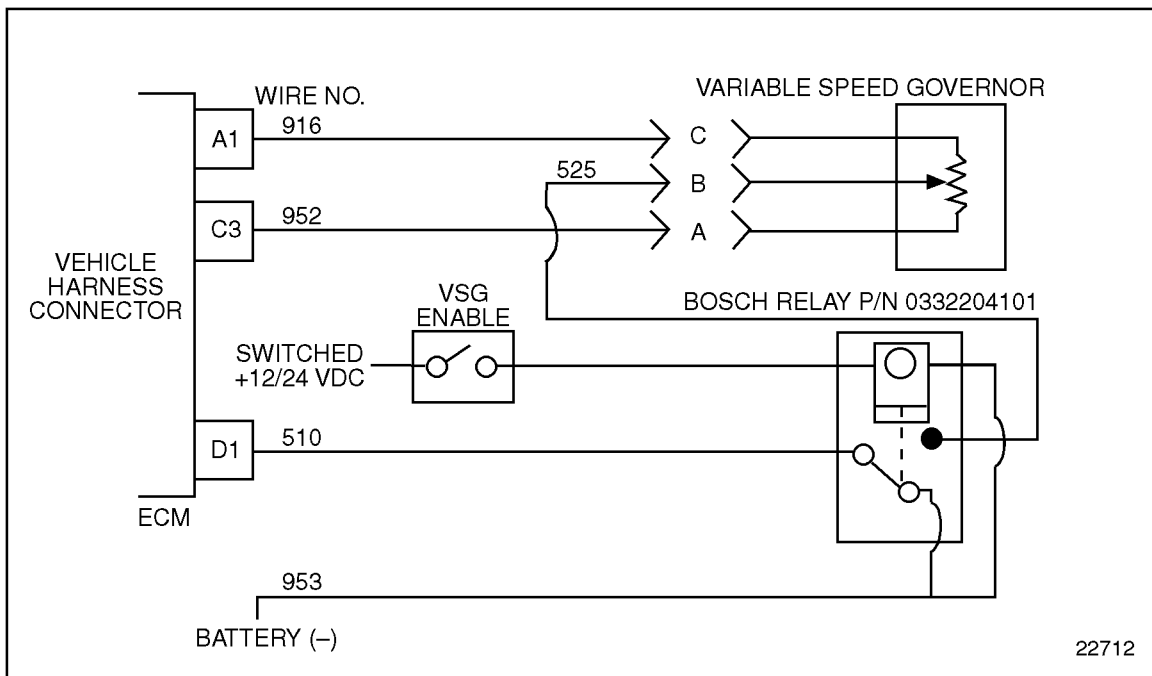 WIRE NO.
VARIABLE SPEED GOVERNOR
A1
916
C
525
B
C3
952
A
VEHICLE
HARNESS
CONNECTOR
VSG
ENABLE
BOSCH RELAY P/N 0332204101
SWITCHED
+12/24 VDC
D1
510
ECM
953
BATTERY (–)
22712